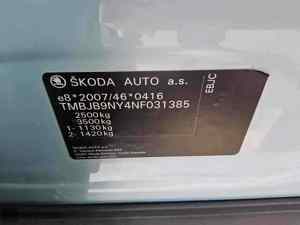 ŠKODA AUTO a.s.
EBJC
e8*2007/46*0416
TMBJB9NY4NF031385
2500kg
3500kg
1- 1130kg
2- 1420kg